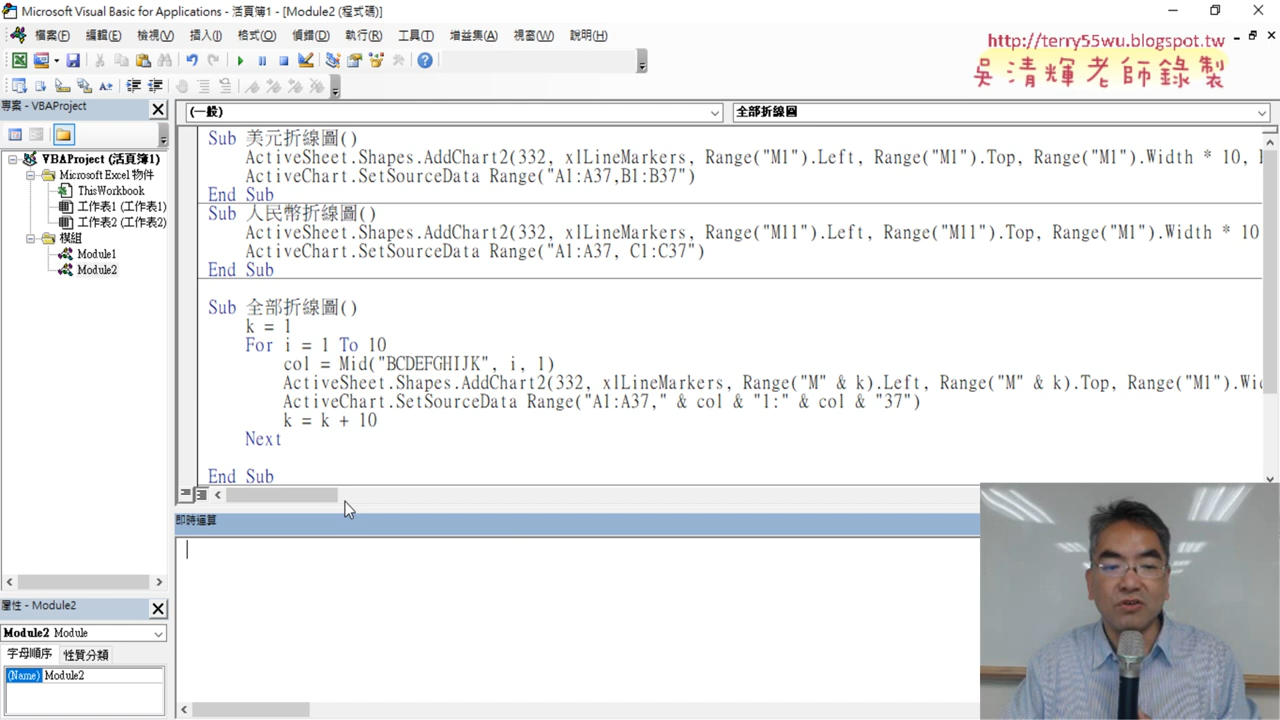 Microsoft Visual Basic for Applications - 活頁簿1 - [Module2 (程式碼)]
檔案(F) 編輯(E) 檢視(V) 插入(I) 格式(O) 偵錯(D) 執行(R) 工具(T) 增益集(A) 視窗(W) 說明(H)
http://terry55wu.blogspot.tw
吳清輝老師錄製
專案 - VBAProject
VBAProject (活頁簿1)
Microsoft Excel 物件
ThisWorkbook
工作表1 (工作表1)
工作表2 (工作表2)
模組
Module1
Module2
屬性 - Module2
Module2 Module
字母順序 性質分類
(Name) Module2
(一般) 全部折線圖
Sub 美元折線圖()
ActiveSheet.Shapes.AddChart2(332, xlLineMarkers, Range("M1").Left, Range("M1").Top, Range("M1").Width * 10,
ActiveChart.SetSourceData Range("A1:A37,B1:B37")
End Sub
Sub 人民幣折線圖()
ActiveSheet.Shapes.AddChart2(332, xlLineMarkers, Range("M11").Left, Range("M11").Top, Range("M1").Width * 10
ActiveChart.SetSourceData Range("A1:A37, C1:C37")
End Sub
Sub 全部折線圖()
k = 1
For i = 1 To 10
col = Mid("BCDEFGHIJK", i, 1)
ActiveSheet.Shapes.AddChart2(332, xlLineMarkers, Range("M" & k).Left, Range("M" & k).Top, Range("M1").Wi
ActiveChart.SetSourceData Range("A1:A37," & col & "1:" & col & "37")
k = k + 10
Next
End Sub
即時運算